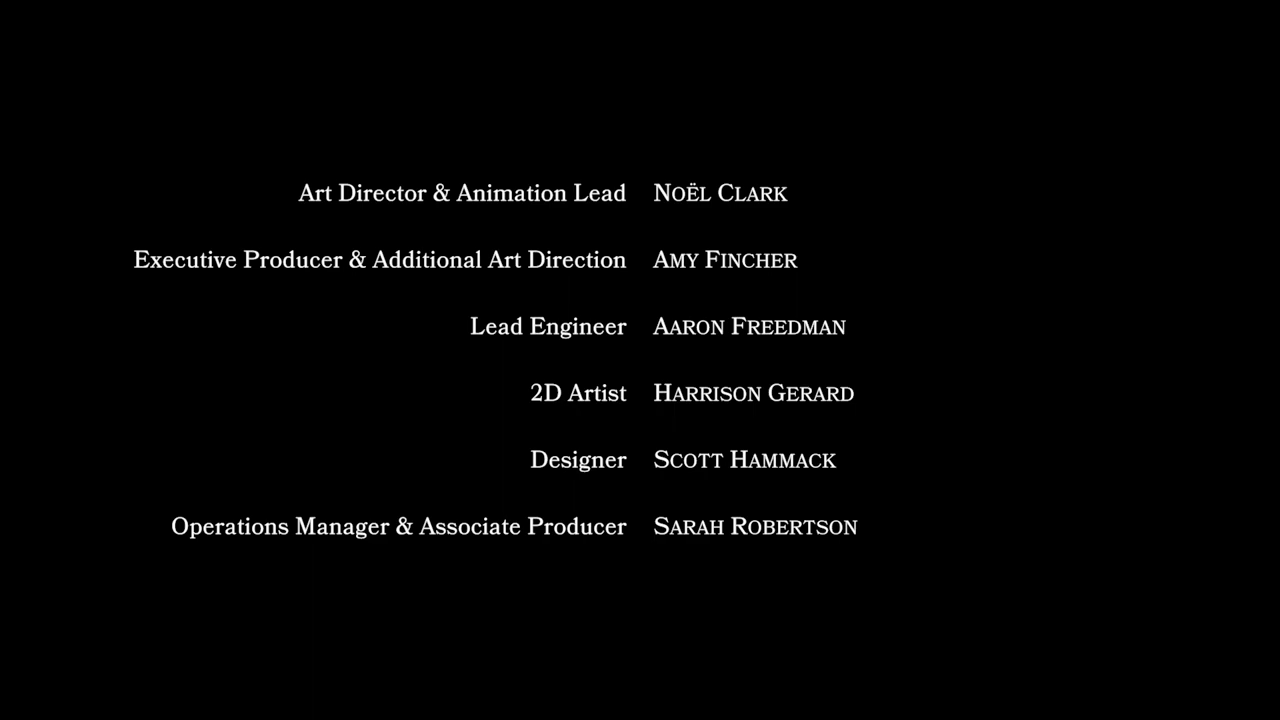 Art Director & Animation Lead NOËL CLARK
Executive Producer & Additional Art Direction AMY FINCHER
Lead Engineer AARON FREEDMAN
2D Artist HARRISON GERARD
Designer SCOTT HAMMACK
Operations Manager & Associate Producer SARAH ROBERTSON